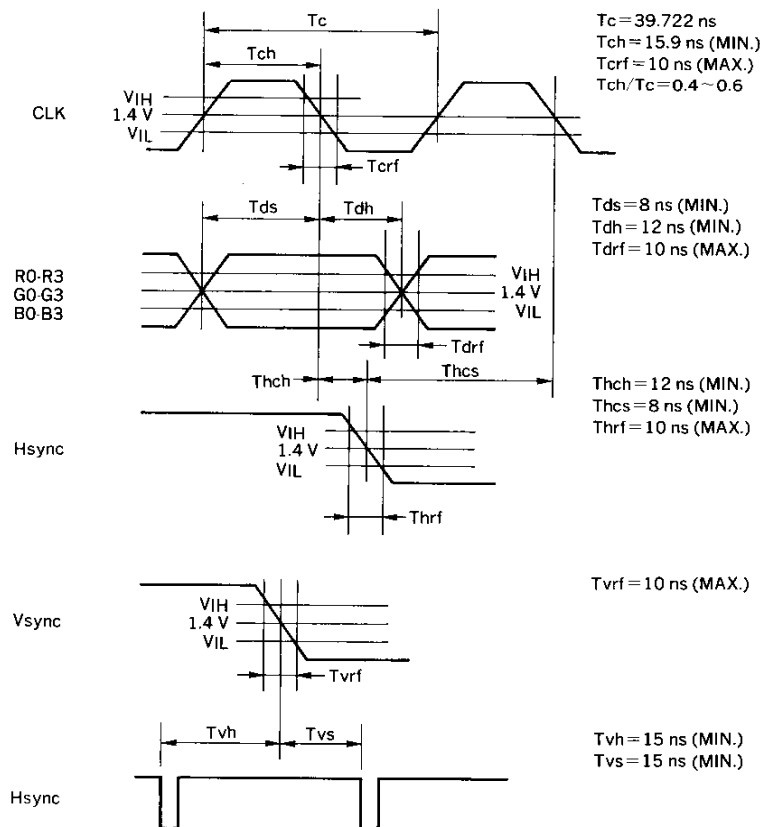 Tc
Tc=39.722 ns
Tch=15.9 ns (MIN.)
Tcrf=10 ns (MAX.)
Tch/Tc=0.4~0.6
Tch
CLK
VIH
1.4 V
VIL
Tcrf
Tds
Tdh
Tds=8 ns (MIN.)
Tdh=12 ns (MIN.)
Tdrf=10 ns (MAX.)
R0-R3
G0-G3
B0-B3
VIH
1.4 V
VIL
Tdrf
Thch
Thcs
Thch=12 ns (MIN.)
Thcs=8 ns (MIN.)
Thrf=10 ns (MAX.)
Hsync
VIH
1.4 V
VIL
Thrf
Tvrf=10 ns (MAX.)
Vsync
VIH
1.4 V
VIL
Tvrf
Tvh
Tvs
Tvh=15 ns (MIN.)
Tvs=15 ns (MIN.)
Hsync